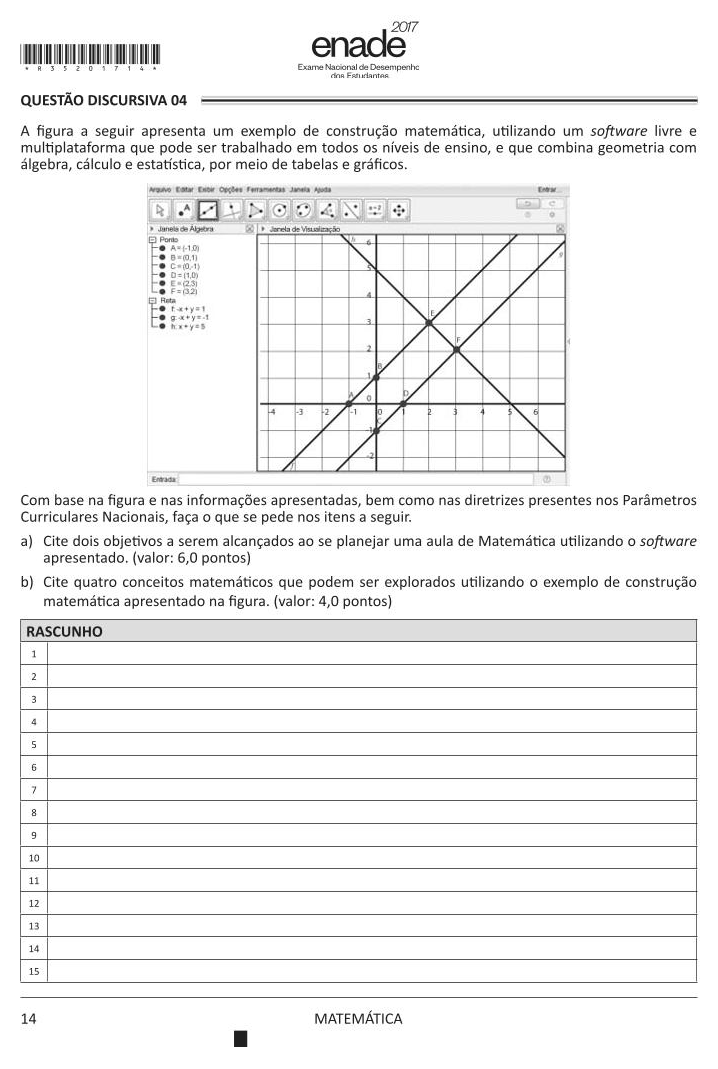 2017
enade
Exame Nacional de Desempenho
dos Estudantes
* R 3 5 2 0 1 7 1 4 *
QUESTÃO DISCURSIVA 04
A figura a seguir apresenta um exemplo de construção matemática, utilizando um software livre e
multiplataforma que pode ser trabalhado em todos os níveis de ensino, e que combina geometria com
álgebra, cálculo e estatística, por meio de tabelas e gráficos.
Arquivo Editar Exibir Opções Ferramentas Janela Ajuda Entrar...
A
a=2
Janela de Álgebra
Janela de Visualização
Ponto
A = (-1,0)
B = (0,1)
C = (0,-1)
D = (1,0)
E = (2,3)
F = (3,2)
Reta
f: -x + y = 1
g: -x + y = -1
h: x + y = 5
h
6
g
5
4
3
E
2
F
1
B
0
A
D
-4 -3 -2 -1 0 1 2 3 4 5 6
C
-1
-2
f
Entrada:
Com base na figura e nas informações apresentadas, bem como nas diretrizes presentes nos Parâmetros
Curriculares Nacionais, faça o que se pede nos itens a seguir.
a) Cite dois objetivos a serem alcançados ao se planejar uma aula de Matemática utilizando o software
apresentado. (valor: 6,0 pontos)
b) Cite quatro conceitos matemáticos que podem ser explorados utilizando o exemplo de construção
matemática apresentado na figura. (valor: 4,0 pontos)
RASCUNHO
1
2
3
4
5
6
7
8
9
10
11
12
13
14
15
14
MATEMÁTICA